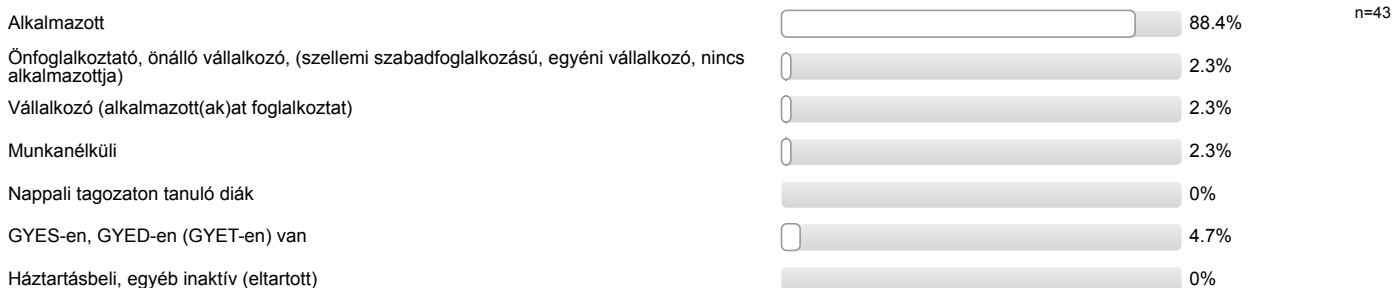 Alkalmazott 88.4% n=43
Önfoglalkoztató, önálló vállalkozó, (szellemi szabadfoglalkozású, egyéni vállalkozó, nincs
alkalmazottja) 2.3%
Vállalkozó (alkalmazott(ak)at foglalkoztat) 2.3%
Munkanélküli 2.3%
Nappali tagozaton tanuló diák 0%
GYES-en, GYED-en (GYET-en) van 4.7%
Háztartásbeli, egyéb inaktív (eltartott) 0%